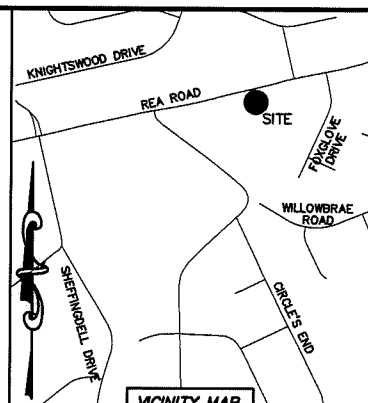 KNIGHTSWOOD DRIVE
REA ROAD
SITE
FOXGLOVE
DRIVE
WILLOWBRAE
ROAD
SHEFFINGDELL DRIVE
CIRCLE'S END
VICINITY MAP